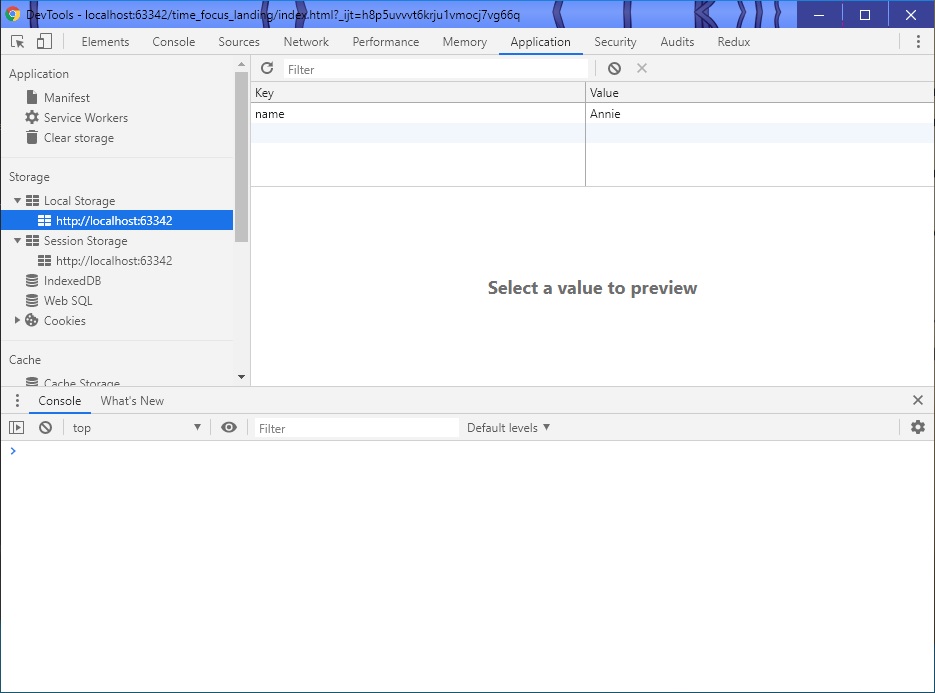 DevTools - localhost:63342/time_focus_landing/index.html?_ijt=h8p5uvvvt6krju1vmocj7vg66q
Elements Console Sources Network Performance Memory Application Security Audits Redux
Application
Manifest
Service Workers
Clear storage
Storage
Local Storage
http://localhost:63342
Session Storage
http://localhost:63342
IndexedDB
Web SQL
Cookies
Cache
Cache Storage
Filter
Key Value
name Annie
Select a value to preview
Console What's New
top Filter Default levels